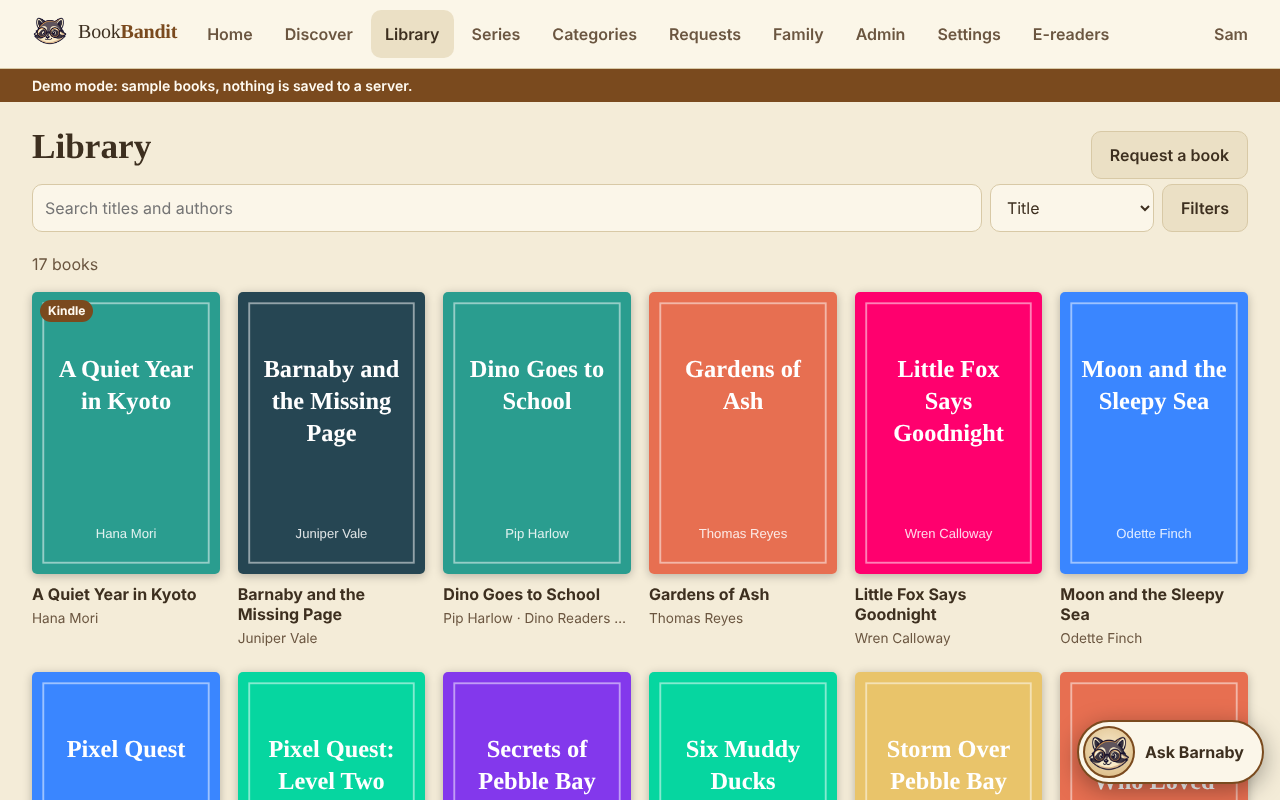 BookBandit Home Discover Library Series Categories Requests Family Admin Settings E-readers Sam
Demo mode: sample books, nothing is saved to a server.
Library
Request a book
Search titles and authors
Title
Filters
17 books
Kindle
A Quiet Year
in Kyoto
Hana Mori
Barnaby and
the Missing
Page
Juniper Vale
Dino Goes to
School
Pip Harlow
Gardens of
Ash
Thomas Reyes
Little Fox
Says
Goodnight
Wren Calloway
Moon and the
Sleepy Sea
Odette Finch
A Quiet Year in Kyoto
Hana Mori
Barnaby and the
Missing Page
Juniper Vale
Dino Goes to School
Pip Harlow · Dino Readers ...
Gardens of Ash
Thomas Reyes
Little Fox Says
Goodnight
Wren Calloway
Moon and the Sleepy
Sea
Odette Finch
Pixel Quest
Pixel Quest:
Level Two
Secrets of
Pebble Bay
Six Muddy
Ducks
Storm Over
Pebble Bay
Who Loved
Ask Barnaby